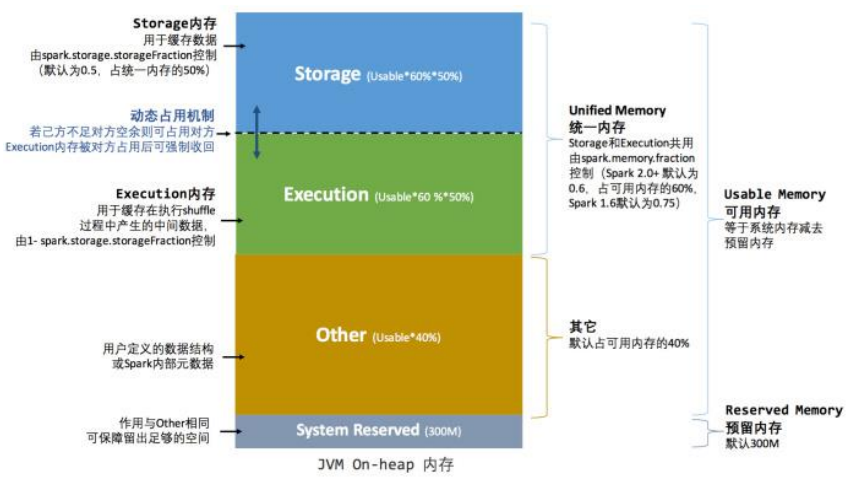 Storage内存
用于缓存数据
由spark.storage.storageFraction控制
（默认为0.5，占统一内存的50%）
动态占用机制
若己方不足对方空余则可占用对方
Execution内存被对方占用后可强制收回
Execution内存
用于缓存在执行shuffle
过程中产生的中间数据，
由1- spark.storage.storageFraction控制
用户定义的数据结构
或Spark内部元数据
作用与Other相同
可保障留出足够的空间
Storage (Usable*60%*50%)
Execution (Usable*60 %*50%)
Other (Usable*40%)
System Reserved (300M)
JVM On-heap 内存
Unified Memory
统一内存
Storage和Execution共用
由spark.memory.fraction
控制（Spark 2.0+ 默认为
0.6，占可用内存的60%，
Spark 1.6默认为0.75）
其它
默认占可用内存的40%
Usable Memory
可用内存
等于系统内存减去
预留内存
Reserved Memory
预留内存
默认300M